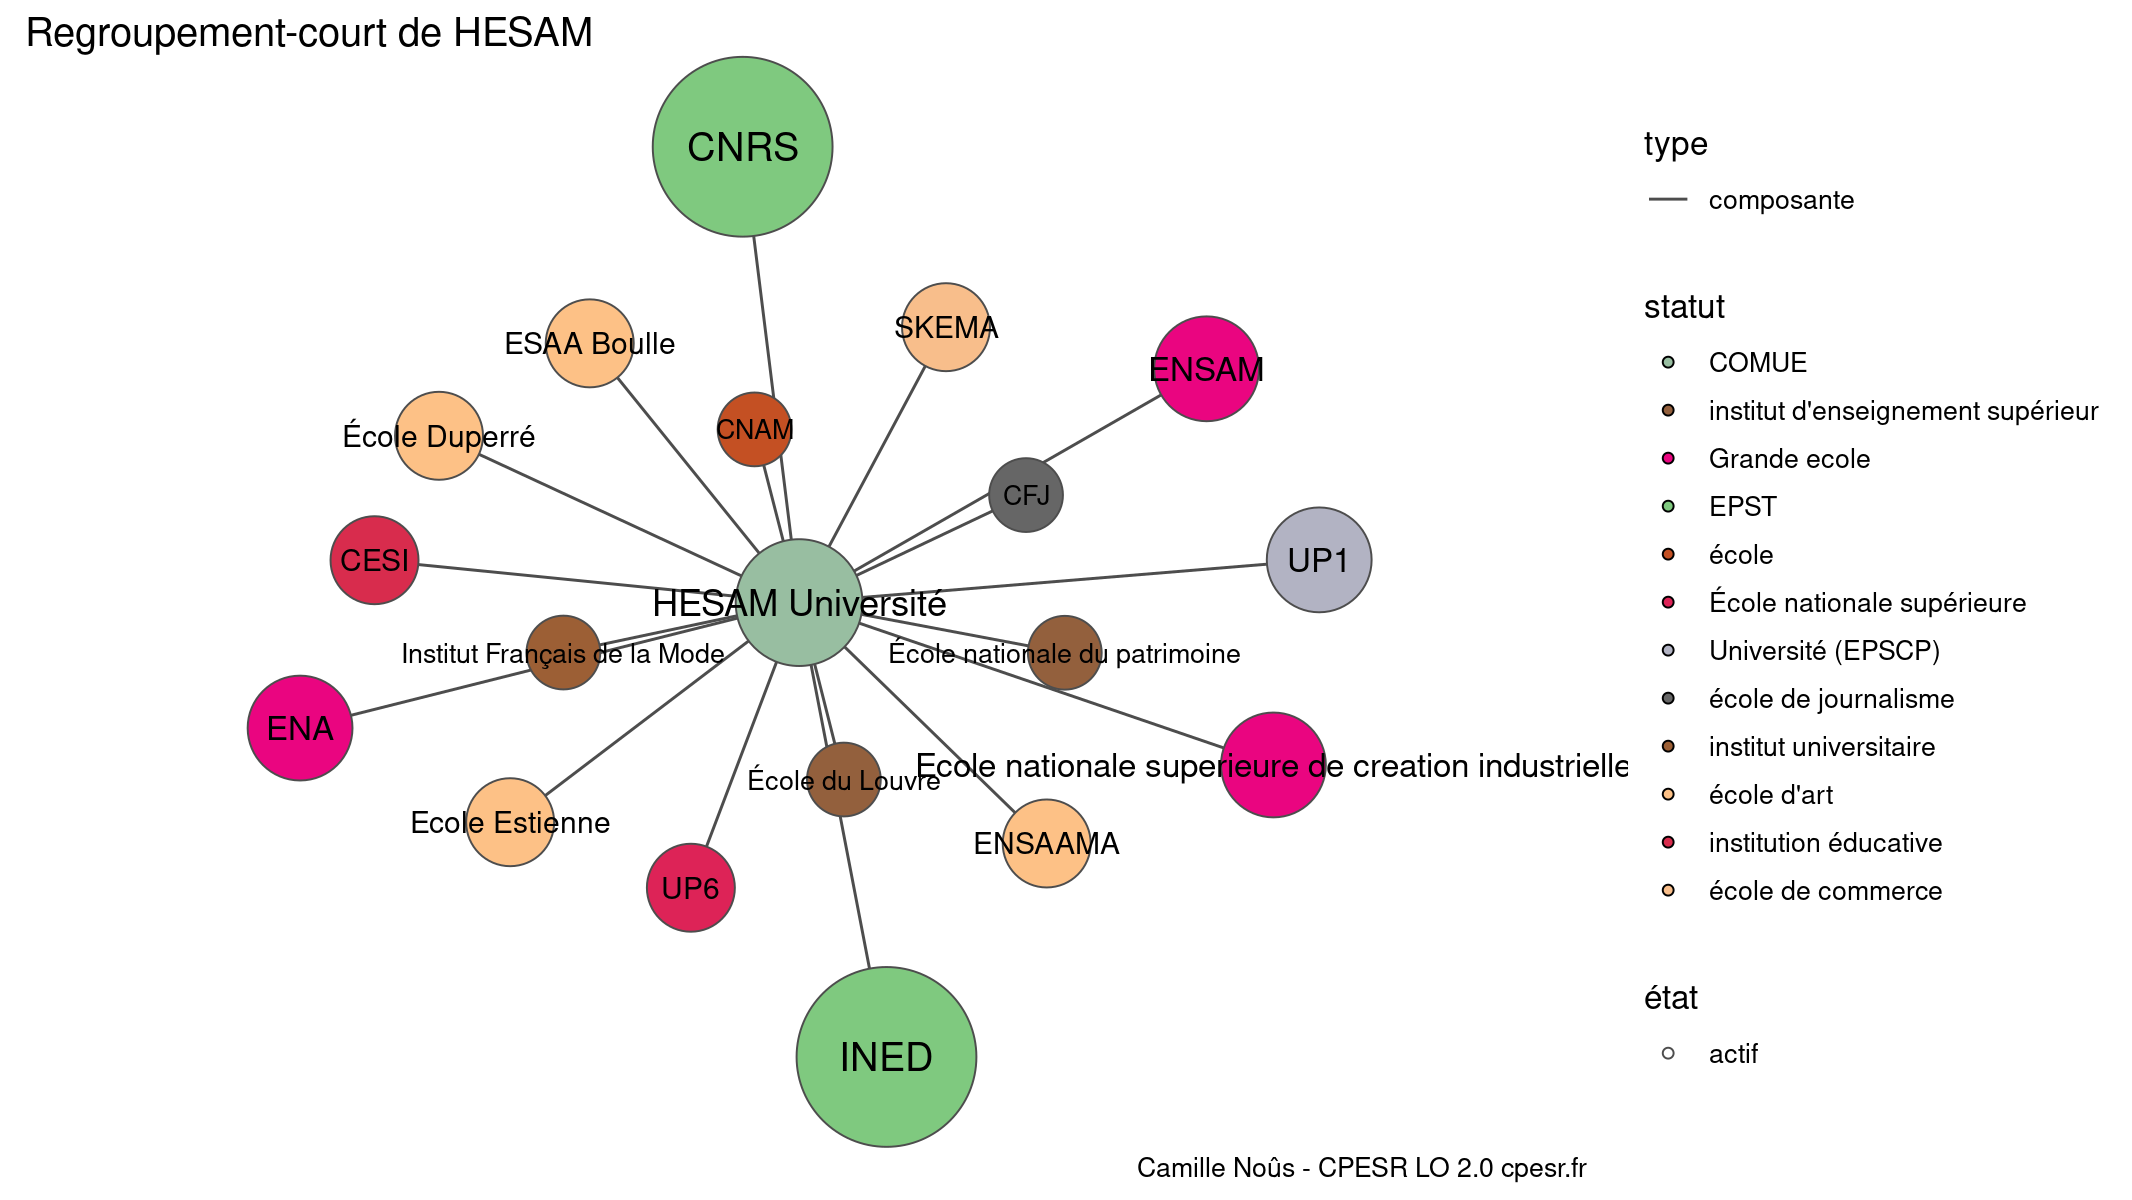 Regroupement-court de HESAM
CNRS
SKEMA
ESAA Boulle
ENSAM
CNAM
École Duperré
CFJ
CESI
UP1
HESAM Université
Institut Français de la Mode
École nationale du patrimoine
ENA
Ecole nationale superieure de creation industrielle
École du Louvre
Ecole Estienne
ENSAAMA
UP6
INED
type
composante
statut
COMUE
institut d'enseignement supérieur
Grande ecole
EPST
école
École nationale supérieure
Université (EPSCP)
école de journalisme
institut universitaire
école d'art
institution éducative
école de commerce
état
actif
Camille Noûs - CPESR LO 2.0 cpesr.fr